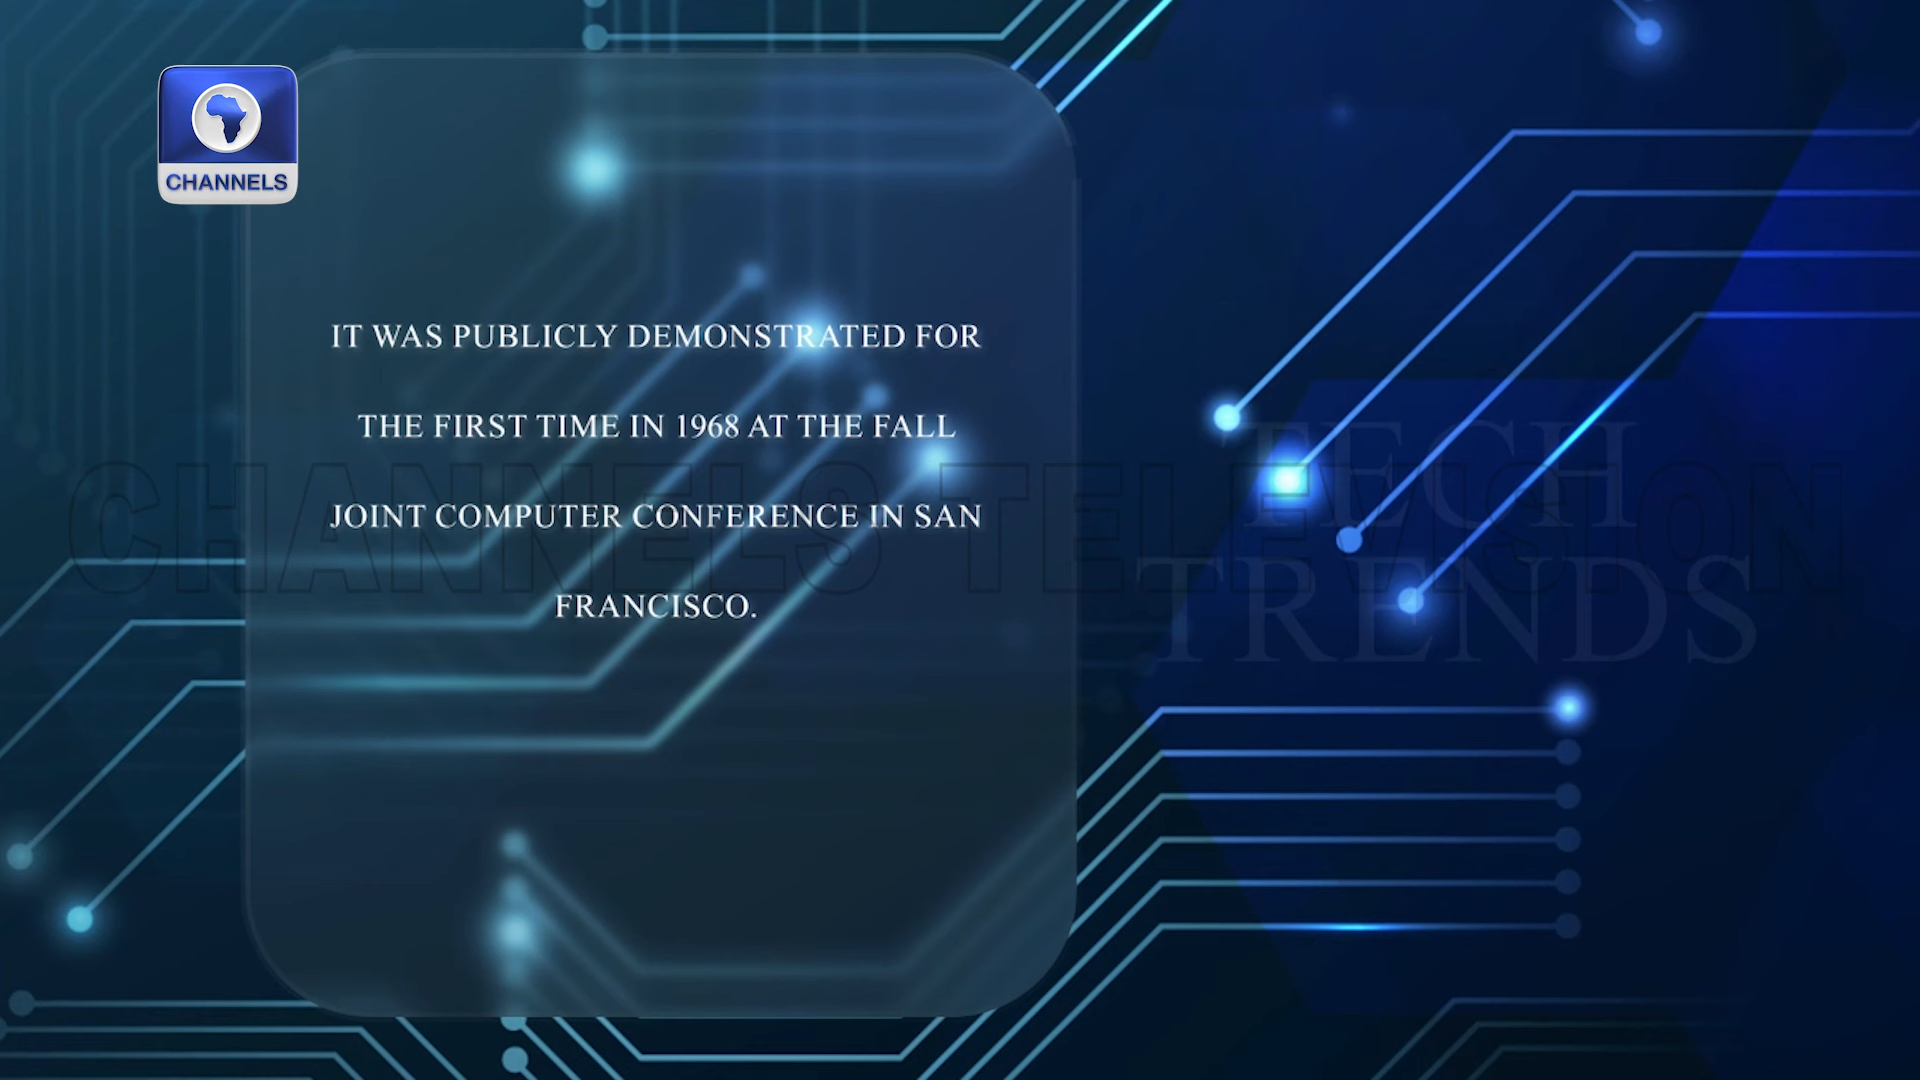 CHANNELS
IT WAS PUBLICLY DEMONSTRATED FOR
THE FIRST TIME IN 1968 AT THE FALL
JOINT COMPUTER CONFERENCE IN SAN
FRANCISCO.
CHANNELS TELEVISION
TECH
TRENDS